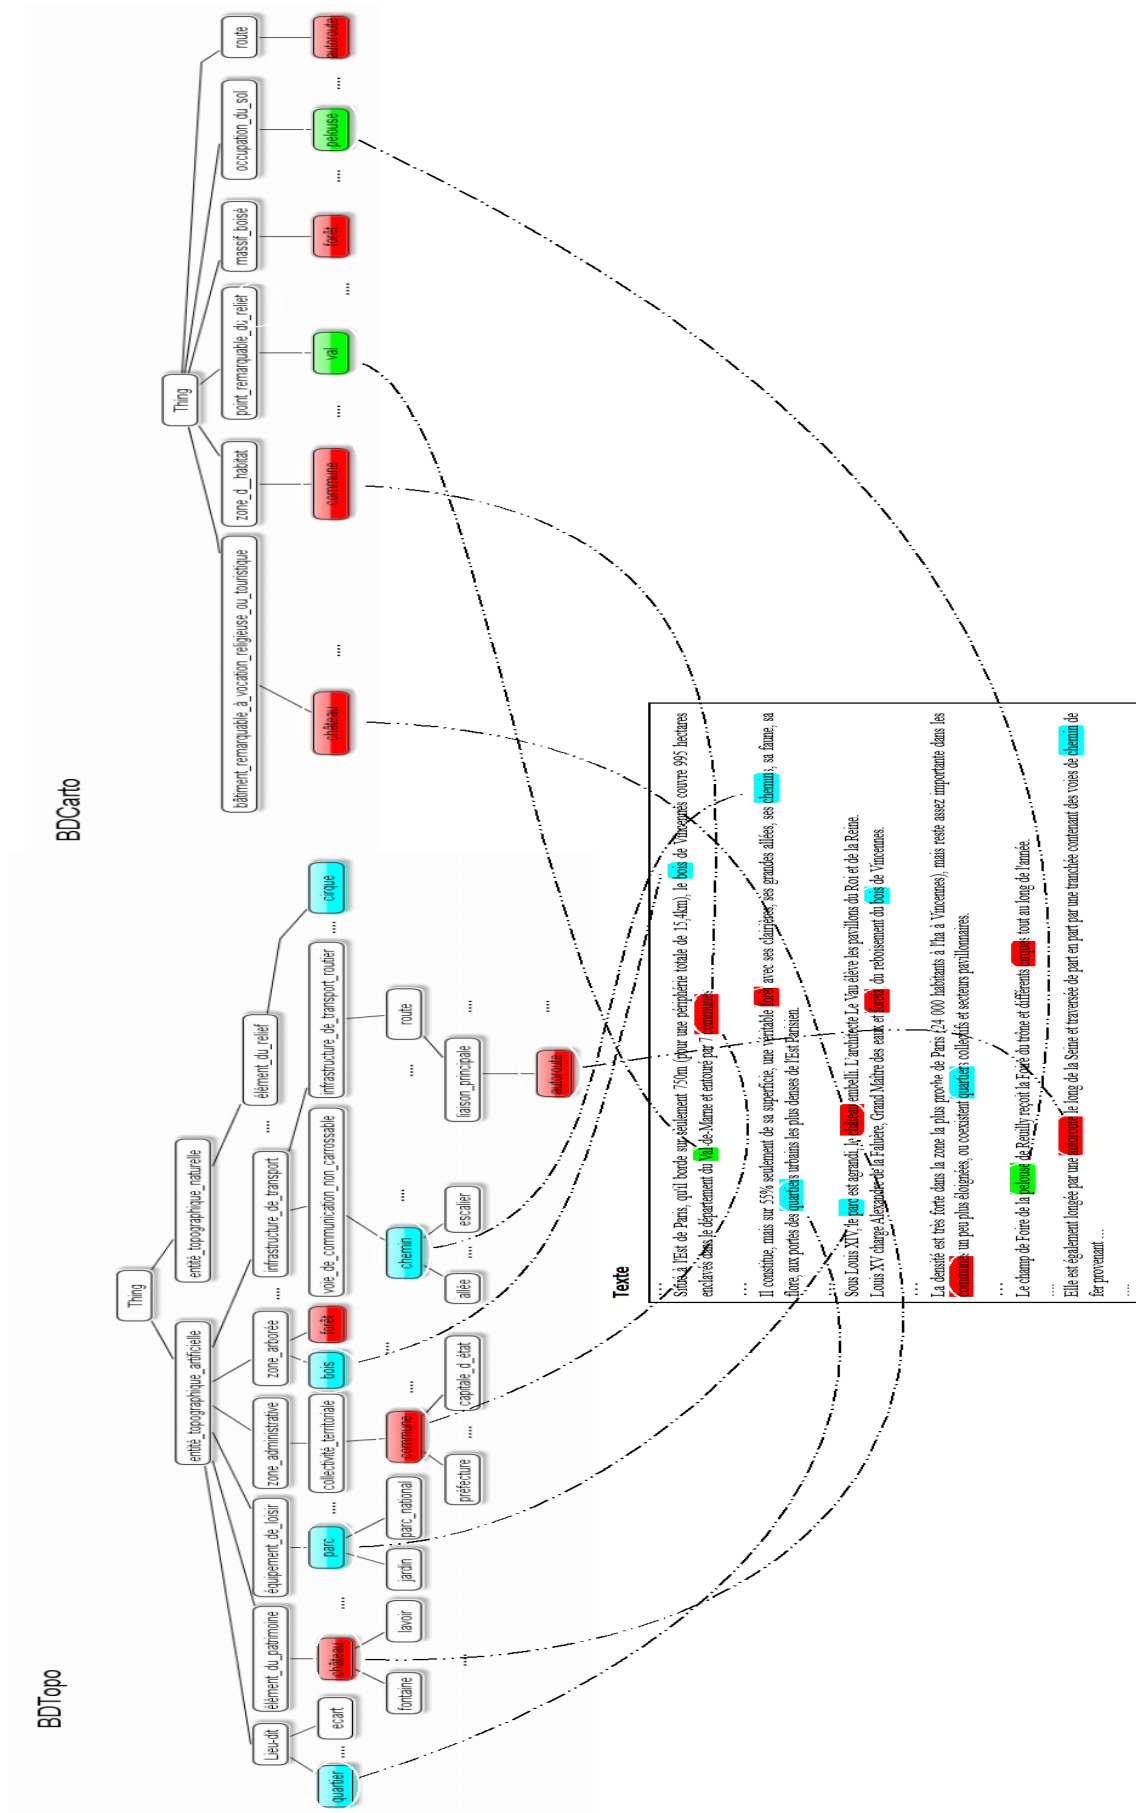 BDTopo
Thing
entité_topographique_artificielle
entité_topographique_naturelle
Lieu-dit
élément_du_patrimoine
équipement_de_loisir
zone_administrative
zone_arborée
....
infrastructure_de_transport
...
élément_du_relief
quartier
....
ecart
château
....
parc
....
collectivité_territoriale
bois
forêt
voie_de_communication_non_carrossable
infrastructure_de_transport_routier
...
cirque
fontaine
lavoir
jardin
parc_national
commune
....
allée
chemin
....
liaison_principale
....
route
....
préfecture
....
capitale_d_état
....
escalier
autoroute
....
BDCarto
Thing
bâtiment_remarquable_à_vocation_religieuse_ou_touristique
zone_d_habitat
point_remarquable_du_relief
massif_boisé
occupation_du_sol
route
château
....
commune
....
val
....
forêt
....
pelouse
....
autoroute
Texte
Situé à l'Est de Paris, qu'il borde sur seulement 750m (pour une périphérie totale de 15,4km), le bois de Vincennes couvre 995 hectares
enclavés dans le département du Val-de-Marne et entouré par 7 communes
....
Il constitue, mais sur 55% seulement de sa superficie, une véritable forêt avec ses clairières, ses grandes allées, ses chemins, sa faune, sa
flore, aux portes des quartiers urbains les plus denses de l'Est Parisien.
Sous Louis XIV, le parc est agrandi, le château embelli. L'architecte Le Vau élève les pavillons du Roi et de la Reine.
Louis XV charge Alexandre de la Faluère, Grand Maître des eaux et forêts du reboisement du bois de Vincennes.
....
La densité est très forte dans la zone la plus proche de Paris (24 000 habitants à l'ha à Vincennes), mais reste assez importante dans les
communes un peu plus éloignées, où coexistent quartiers collectifs et secteurs pavillonnaires.
....
Le champ de Foire de la pelouse de Reuilly reçoit la Foire du trône et différents cirques tout au long de l'année.
....
Elle est également longée par une autoroute le long de la Seine et traversée de part en part par une tranchée contenant des voies de chemin de
fer provenant ...
....